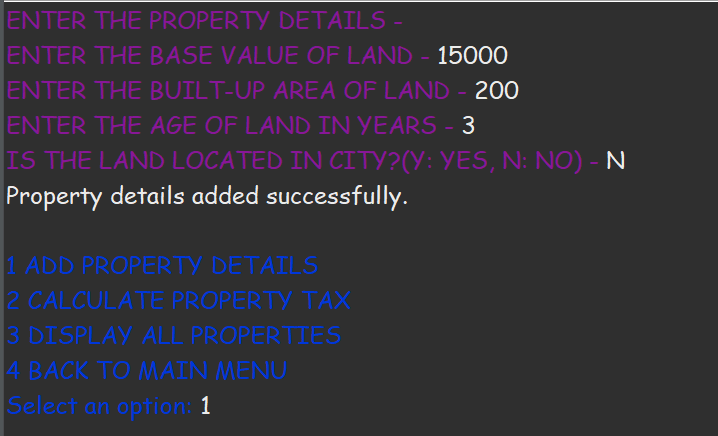 ENTER THE PROPERTY DETAILS -
ENTER THE BASE VALUE OF LAND - 15000
ENTER THE BUILT-UP AREA OF LAND - 200
ENTER THE AGE OF LAND IN YEARS - 3
IS THE LAND LOCATED IN CITY?(Y: YES, N: NO) - N
Property details added successfully.
1 ADD PROPERTY DETAILS
2 CALCULATE PROPERTY TAX
3 DISPLAY ALL PROPERTIES
4 BACK TO MAIN MENU
Select an option: 1